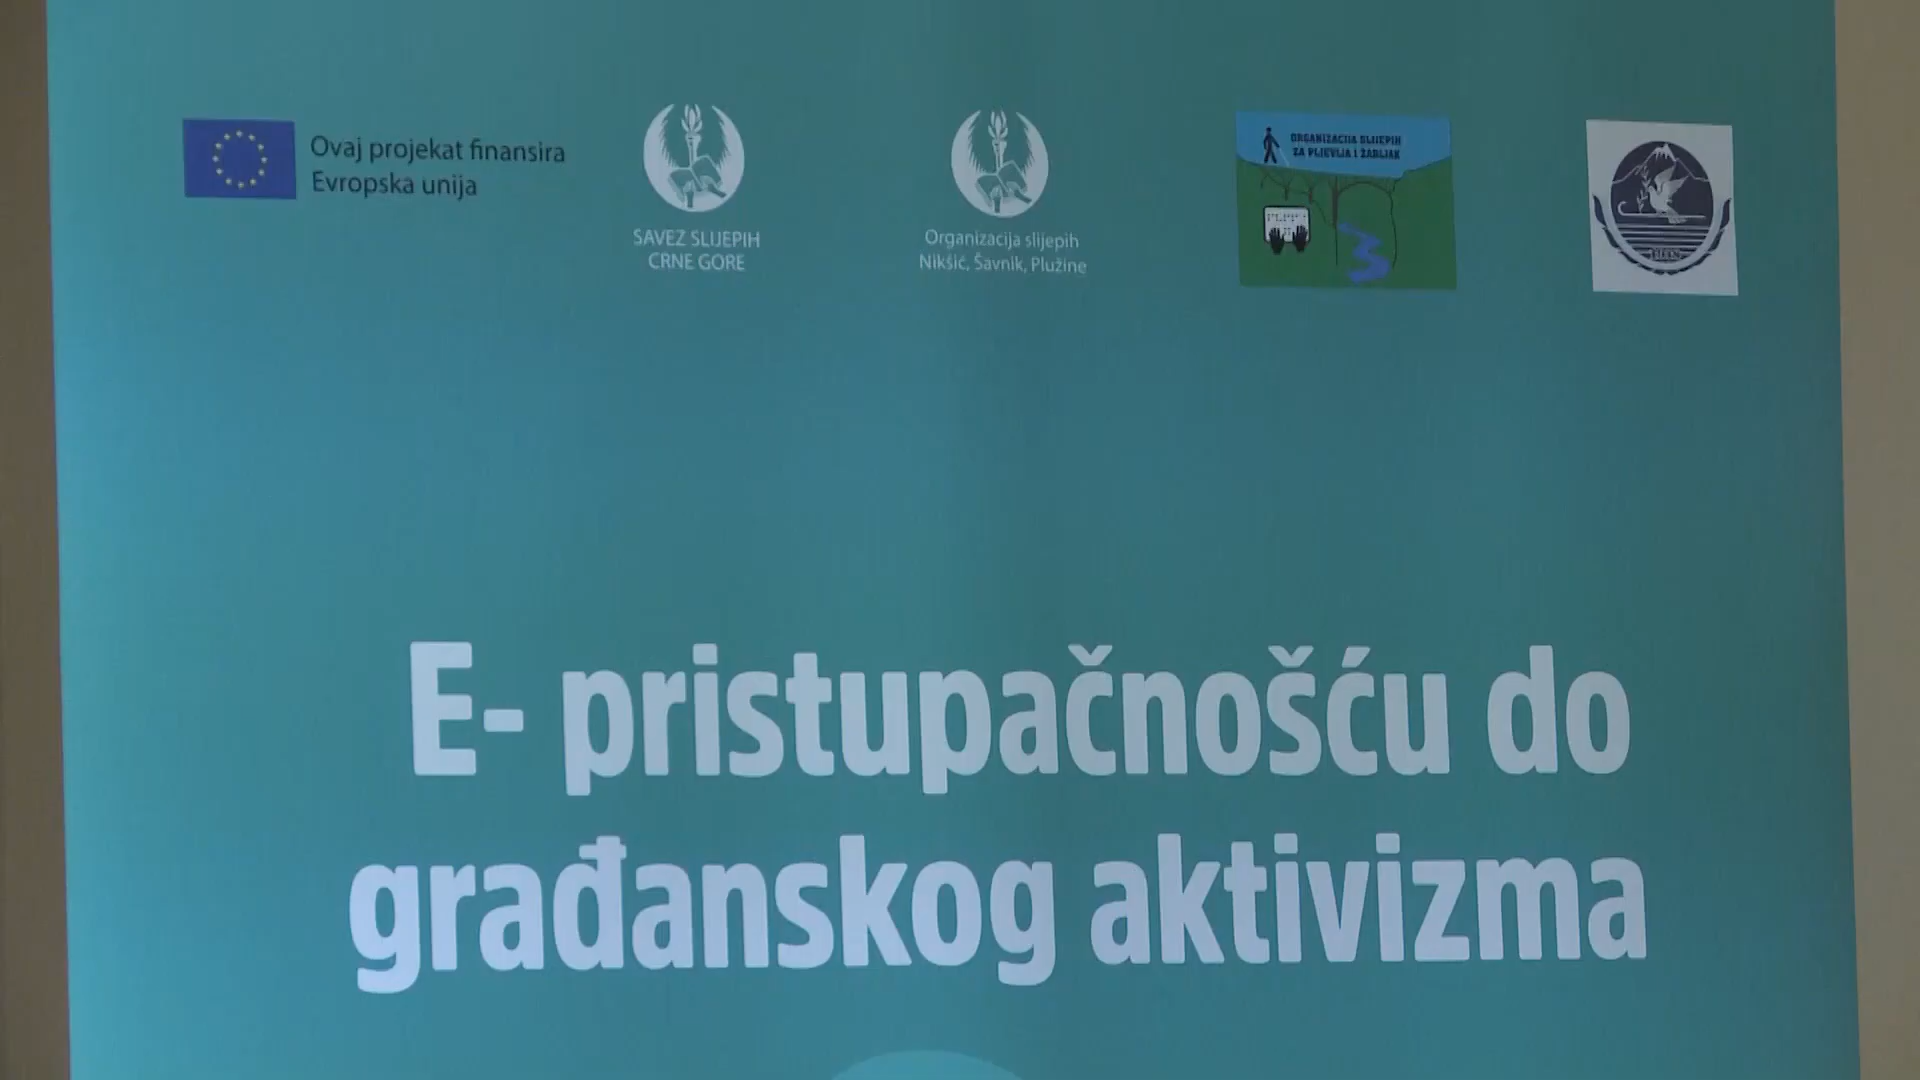 Ovaj projekat finansira
Evropska unija
SAVEZ SLIJEPIH
CRNE GORE
Organizacija slijepih
Nikšić, Šavnik, Plužine
ORGANIZACIJA SLIJEPIH
ZA PLJEVLJA I ŽABLJAK
E- pristupačnošću do
građanskog aktivizma